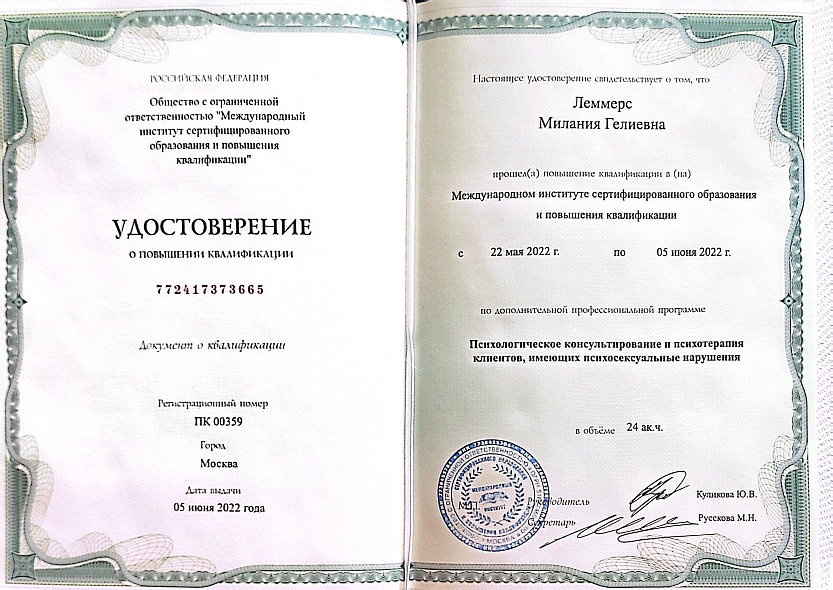 РОССИЙСКАЯ ФЕДЕРАЦИЯ
Общество с ограниченной
ответственностью "Международный
институт сертифицированного
образования и повышения
квалификации"
УДОСТОВЕРЕНИЕ
О ПОВЫШЕНИИ КВАЛИФИКАЦИИ
772417373665
Документ о квалификации
Регистрационный номер
ПК 00359
Город
Москва
Дата выдачи
05 июня 2022 года
Настоящее удостоверение свидетельствует о том, что
Леммерс
Милания Гелиевна
прошел(а) повышение квалификации в (на)
Международном институте сертифицированного образования
и повышения квалификации
с 22 мая 2022 г. по 05 июня 2022 г.
по дополнительной профессиональной программе
Психологическое консультирование и психотерапия
клиентов, имеющих психосексуальные нарушения
в объёме 24 ак.ч.
М.П. Руководитель Куликова Ю.В.
Секретарь Русскова М.Н.